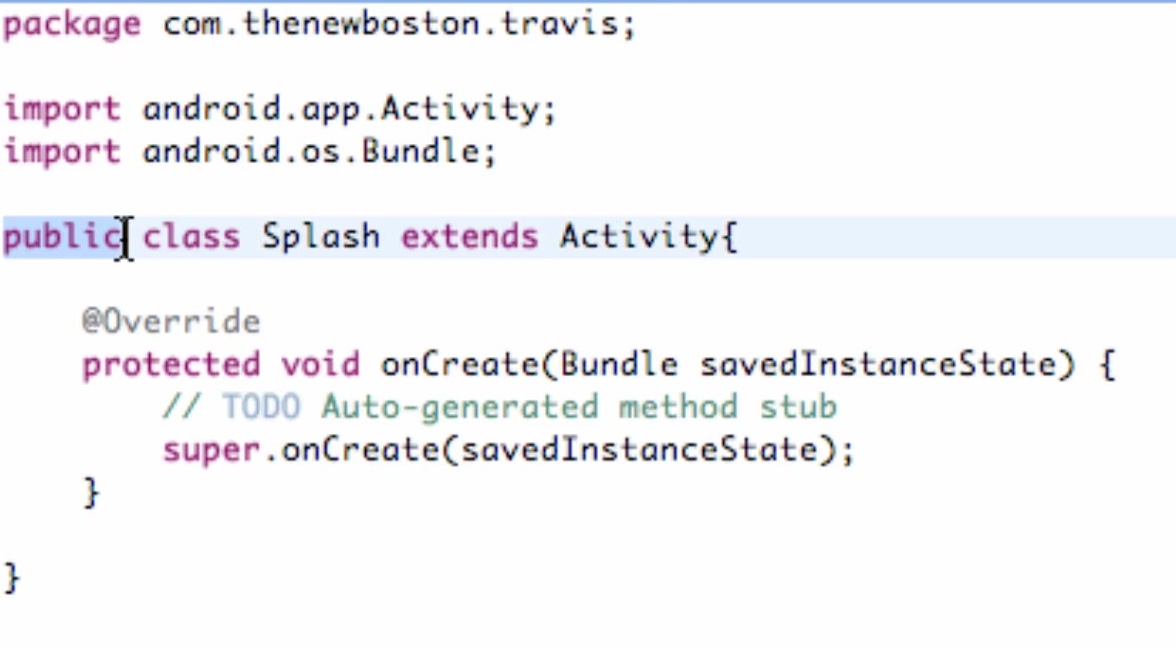 package com.thenewboston.travis;
import android.app.Activity;
import android.os.Bundle;
public class Splash extends Activity{
@Override
protected void onCreate(Bundle savedInstanceState) {
// TODO Auto-generated method stub
super.onCreate(savedInstanceState);
}
}